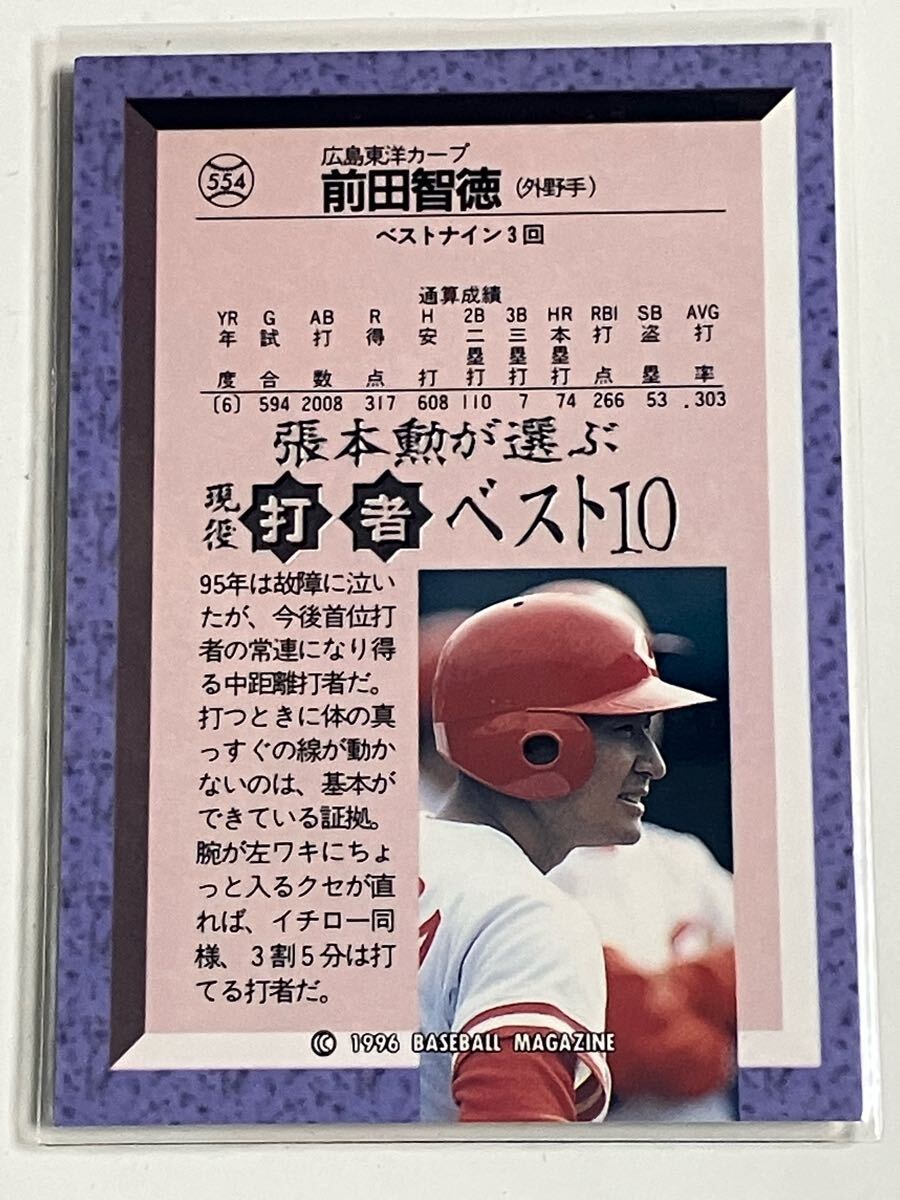 554
広島東洋カープ
前田智徳(外野手)
ベストナイン3回
通算成績
YR G AB R H 2B 3B HR RBI SB AVG
年度 試合 打数 得点 安打 二塁打 三塁打 本塁打 打点 盗塁 打率
(6) 594 2008 317 608 110 7 74 266 53 .303
張本勲が選ぶ
現役打者ベスト10
95年は故障に泣い
たが、今後首位打
者の常連になり得
る中距離打者だ。
打つときに体の真
っすぐの線が動か
ないのは、基本が
できている証拠。
腕が左ワキにちょ
っと入るクセが直
れば、イチロー同
様、3割5分は打
てる打者だ。
© 1996 BASEBALL MAGAZINE